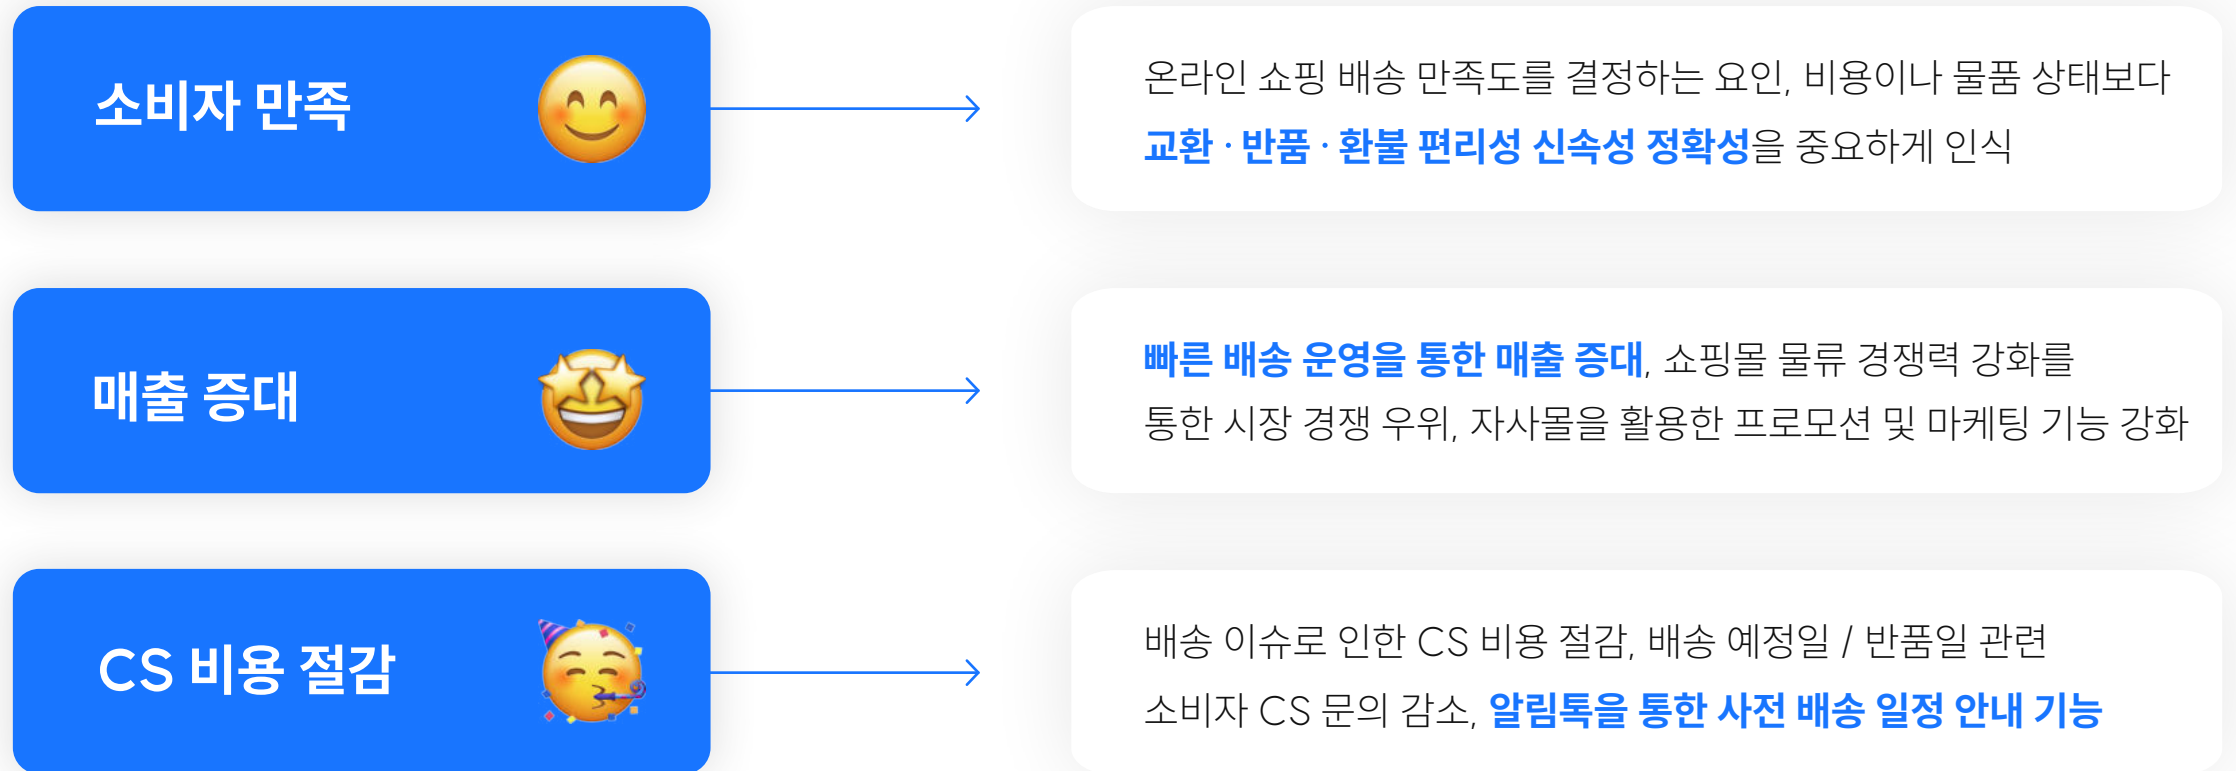 소비자 만족
온라인 쇼핑 배송 만족도를 결정하는 요인, 비용이나 물품 상태보다
교환 · 반품 · 환불 편리성 신속성 정확성을 중요하게 인식
매출 증대
빠른 배송 운영을 통한 매출 증대, 쇼핑몰 물류 경쟁력 강화를
통한 시장 경쟁 우위, 자사몰을 활용한 프로모션 및 마케팅 기능 강화
CS 비용 절감
배송 이슈로 인한 CS 비용 절감, 배송 예정일 / 반품일 관련
소비자 CS 문의 감소, 알림톡을 통한 사전 배송 일정 안내 기능